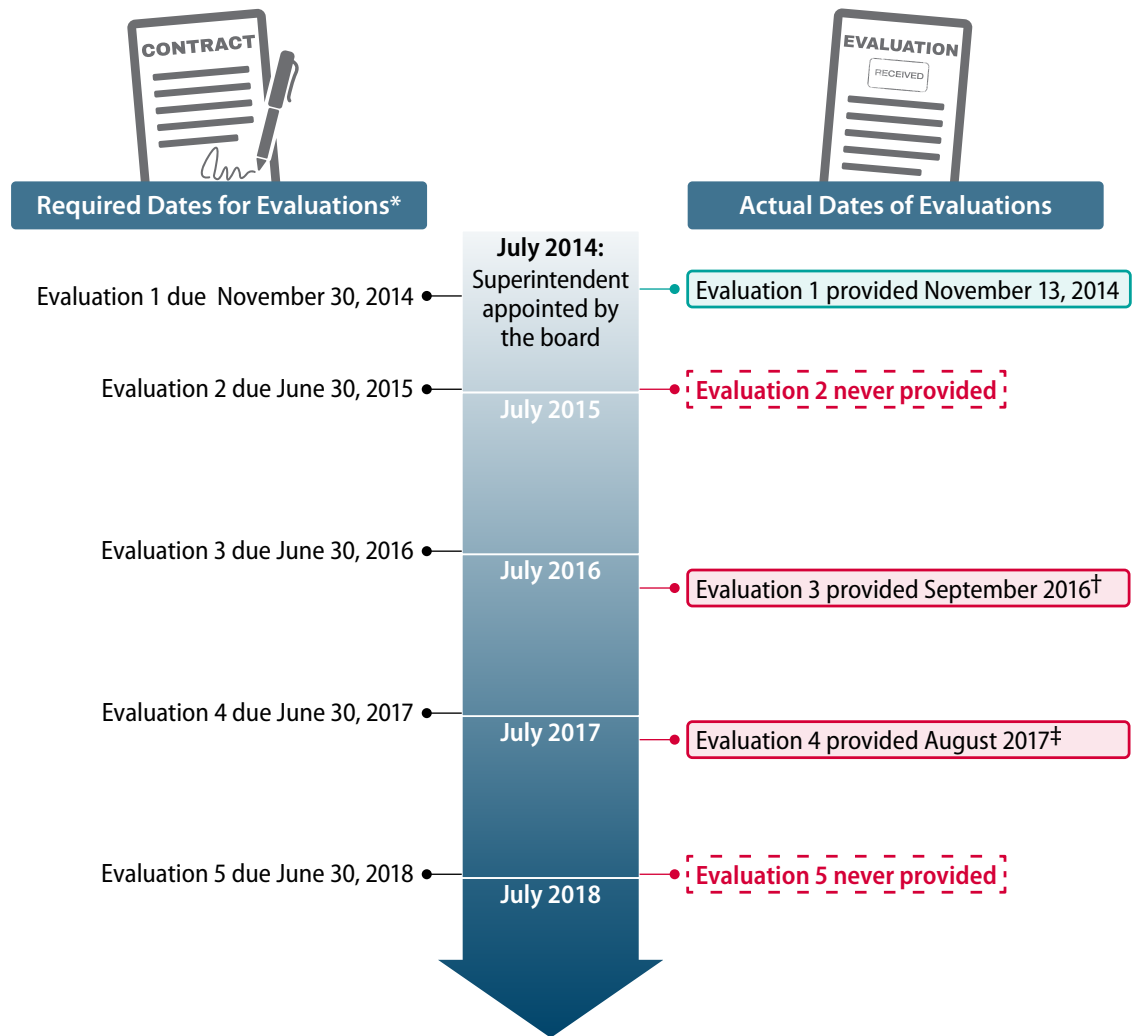 CONTRACT
EVALUATION
RECEIVED
Required Dates for Evaluations*
Actual Dates of Evaluations
July 2014:
Superintendent
appointed by
the board
Evaluation 1 due  November 30, 2014
Evaluation 1 provided November 13, 2014
Evaluation 2 due June 30, 2015
Evaluation 2 never provided
July 2015
Evaluation 3 due June 30, 2016
July 2016
Evaluation 3 provided September 2016†
Evaluation 4 due June 30, 2017
July 2017
Evaluation 4 provided August 2017‡
Evaluation 5 due June 30, 2018
Evaluation 5 never provided
July 2018